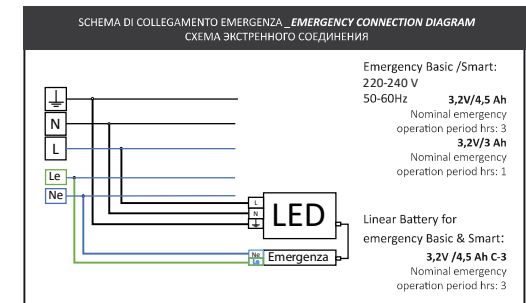 SCHEMA DI COLLEGAMENTO EMERGENZA_EMERGENCY CONNECTION DIAGRAM
СХЕМА ЭКСТРЕННОГО СОЕДИНЕНИЯ
Emergency Basic /Smart:
220-240 V
50-60Hz 3,2V/4,5 Ah
Nominal emergency
operation period hrs: 3
3,2V/3 Ah
Nominal emergency
operation period hrs: 1
N
L
Le
Ne
L
N
LED
Ne
Le
Emergenza
Linear Battery for
emergency Basic & Smart:
3,2V /4,5 Ah C-3
Nominal emergency
operation period hrs: 3